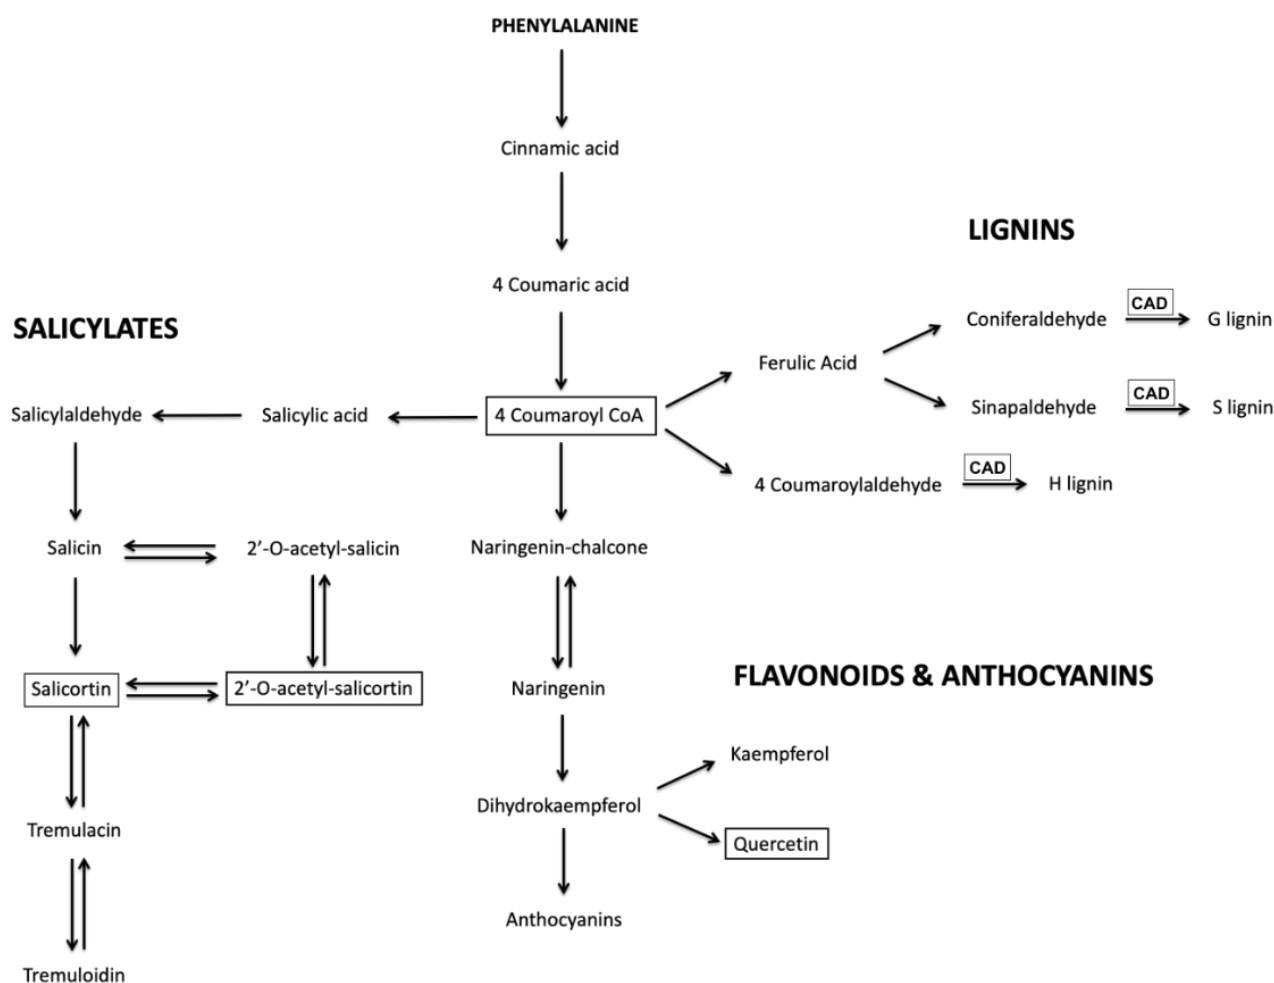 PHENYLALANINE
Cinnamic acid
LIGNINS
4 Coumaric acid
CAD
Coniferaldehyde
G lignin
SALICYLATES
Ferulic Acid
CAD
Sinapaldehyde
S lignin
Salicylaldehyde
Salicylic acid
4 Coumaroyl CoA
CAD
4 Coumaroylaldehyde
H lignin
Salicin
2’-O-acetyl-salicin
Naringenin-chalcone
FLAVONOIDS & ANTHOCYANINS
Salicortin
2’-O-acetyl-salicortin
Naringenin
Kaempferol
Dihydrokaempferol
Tremulacin
Quercetin
Anthocyanins
Tremuloidin